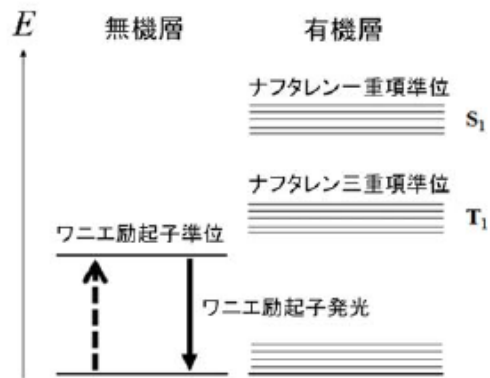 E
無機層
有機層
ナフタレン一重項準位
S₁
ナフタレン三重項準位
T₁
ワニエ励起子準位
ワニエ励起子発光